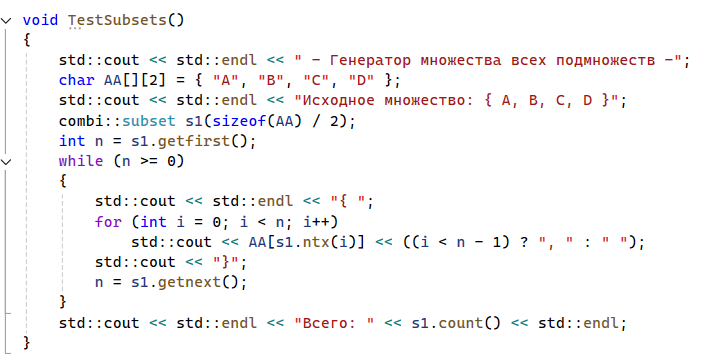 void TestSubsets()
{
    std::cout << std::endl << " - Генератор множества всех подмножеств -";
    char AA[][2] = { "A", "B", "C", "D" };
    std::cout << std::endl << "Исходное множество: { A, B, C, D }";
    combi::subset s1(sizeof(AA) / 2);
    int n = s1.getfirst();
    while (n >= 0)
    {
        std::cout << std::endl << "{ ";
        for (int i = 0; i < n; i++)
            std::cout << AA[s1.ntx(i)] << ((i < n - 1) ? ", " : " ");
        std::cout << "}";
        n = s1.getnext();
    }
    std::cout << std::endl << "Всего: " << s1.count() << std::endl;
}